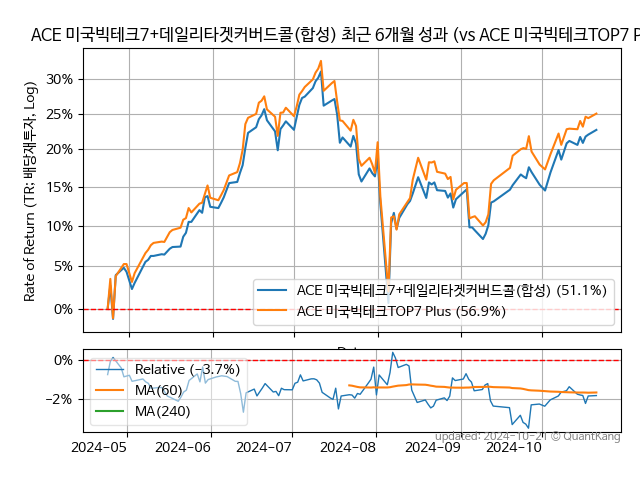 ACE 미국빅테크7+데일리타겟커버드콜(합성) 최근 6개월 성과 (vs ACE 미국빅테크TOP7 P
Rate of Return (TR: 배당재투자, Log)
30%
25%
20%
15%
10%
5%
0%
ACE 미국빅테크7+데일리타겟커버드콜(합성) (51.1%)
ACE 미국빅테크TOP7 Plus (56.9%)
0%
−2%
Relative (−3.7%)
MA(60)
MA(240)
2024-05
2024-06
2024-07
2024-08
2024-09
2024-10
updated: 2024-10-21 © QuantKang